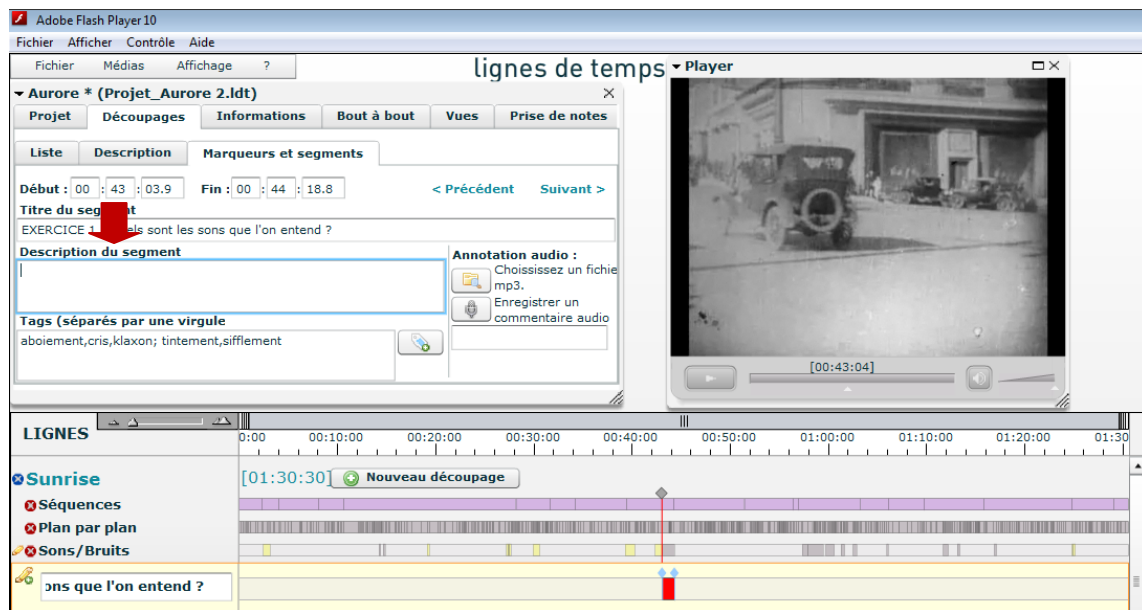 Adobe Flash Player 10
Fichier Afficher Contrôle Aide
Fichier Médias Affichage ?
lignes de temps
Aurore * (Projet_Aurore 2.ldt)
Projet Découpages Informations Bout à bout Vues Prise de notes
Liste Description Marqueurs et segments
Début : 00 : 43 : 03.9 Fin : 00 : 44 : 18.8 < Précédent Suivant >
Titre du segment
EXERCICE 1 els sont les sons que l'on entend ?
Description du segment
Annotation audio :
Choississez un fichie
mp3.
Enregistrer un
commentaire audio
Tags (séparés par une virgule
aboiement,cris,klaxon; tintement,sifflement
Player
[00:43:04]
LIGNES
0:00 00:10:00 00:20:00 00:30:00 00:40:00 00:50:00 01:00:00 01:10:00 01:20:00 01:30
Sunrise [01:30:30] Nouveau découpage
Séquences
Plan par plan
Sons/Bruits
ons que l'on entend ?